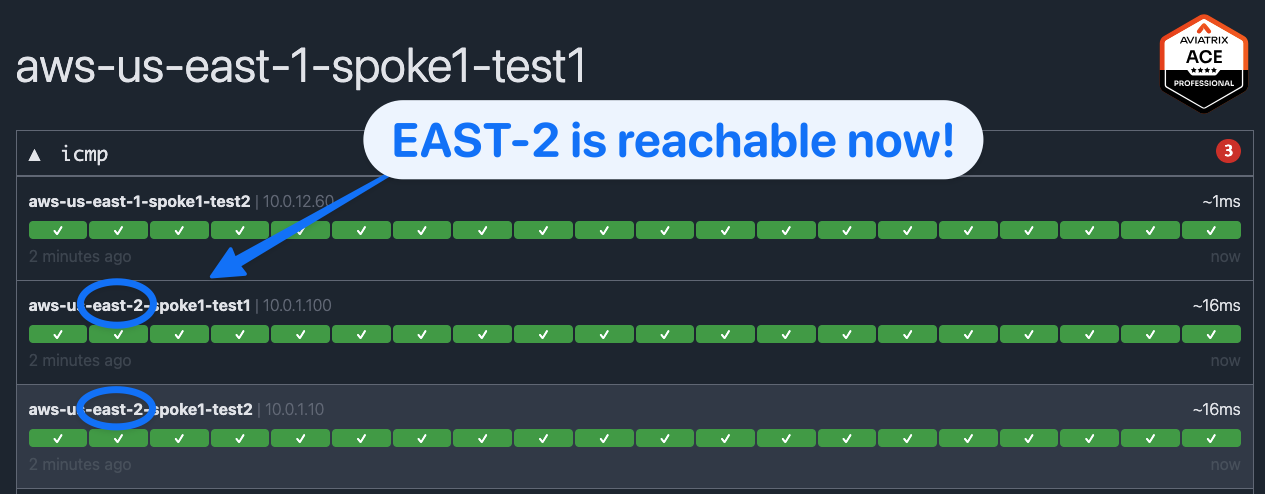 aws-us-east-1-spoke1-test1
AVIATRIX
ACE
PROFESSIONAL
EAST-2 is reachable now!
▲ icmp
3
aws-us-east-1-spoke1-test2 | 10.0.12.60
~1ms
2 minutes ago
now
aws-us-east-2-spoke1-test1 | 10.0.1.100
~16ms
2 minutes ago
now
aws-us-east-2-spoke1-test2 | 10.0.1.10
~16ms
2 minutes ago
now